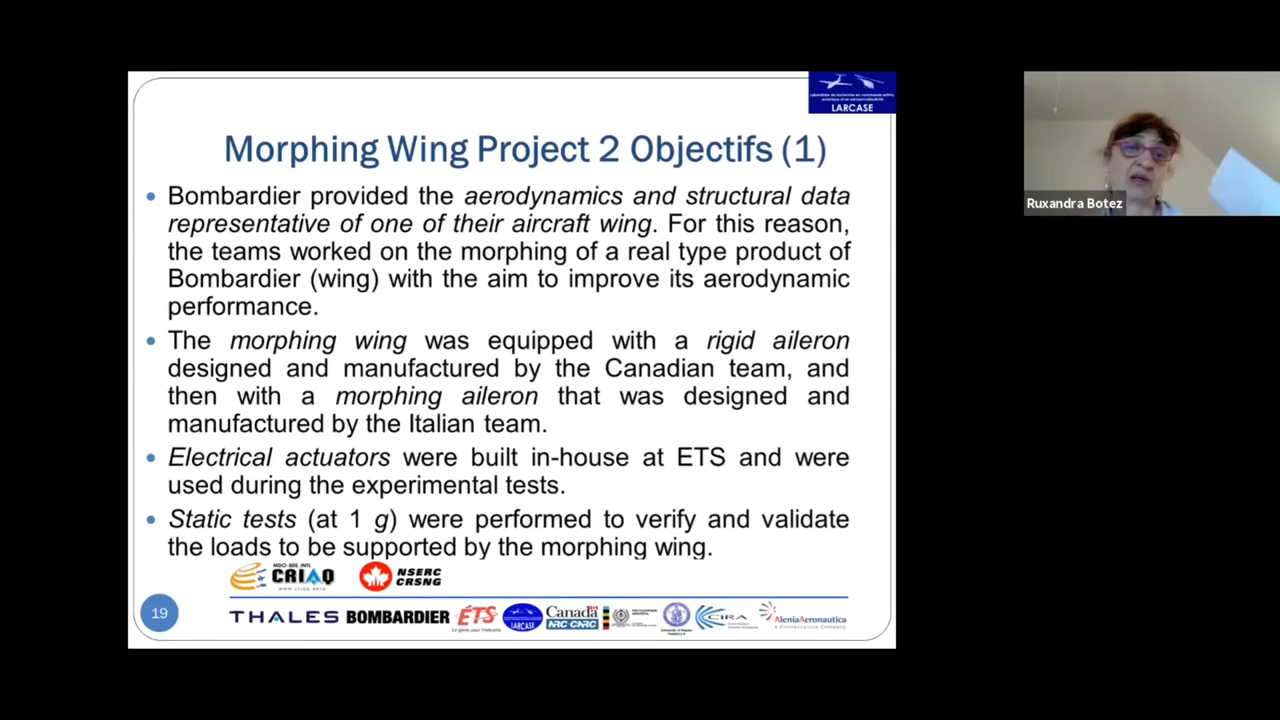 LARCASE
Morphing Wing Project 2 Objectifs (1)
• Bombardier provided the aerodynamics and structural data
representative of one of their aircraft wing. For this reason,
the teams worked on the morphing of a real type product of
Bombardier (wing) with the aim to improve its aerodynamic
performance.
• The morphing wing was equipped with a rigid aileron
designed and manufactured by the Canadian team, and
then with a morphing aileron that was designed and
manufactured by the Italian team.
• Electrical actuators were built in-house at ETS and were
used during the experimental tests.
• Static tests (at 1 g) were performed to verify and validate
the loads to be supported by the morphing wing.
CRIAQ
www.criaq.aero
NSERC
CRSNG
19
THALES BOMBARDIER ÉTS LARCASE Canada NRC-CNRC CIRA AleniaAeronautica
A Finmeccanica Company
Ruxandra Botez